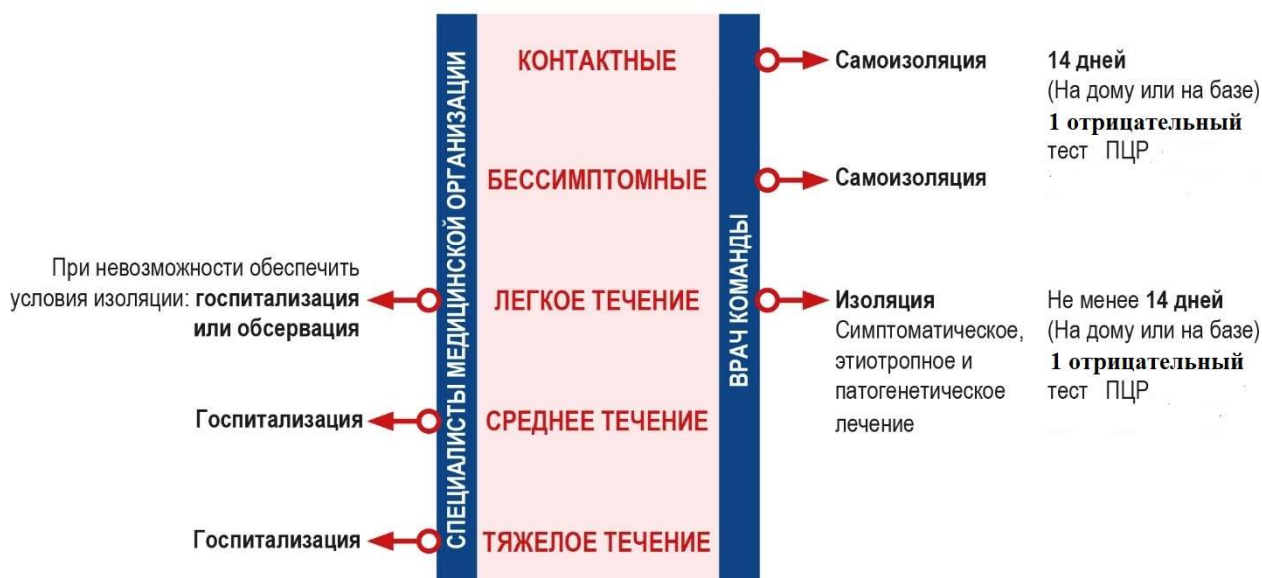 СПЕЦИАЛИСТЫ МЕДИЦИНСКОЙ ОРГАНИЗАЦИИ
ВРАЧ КОМАНДЫ
КОНТАКТНЫЕ
Самоизоляция
14 дней
(На дому или на базе)
1 отрицательный
тест ПЦР
БЕССИМПТОМНЫЕ
Самоизоляция
При невозможности обеспечить
условия изоляции: госпитализация
или обсервация
ЛЕГКОЕ ТЕЧЕНИЕ
Изоляция
Симптоматическое,
этиотропное и
патогенетическое
лечение
Не менее 14 дней
(На дому или на базе)
1 отрицательный
тест ПЦР
Госпитализация
СРЕДНЕЕ ТЕЧЕНИЕ
Госпитализация
ТЯЖЕЛОЕ ТЕЧЕНИЕ